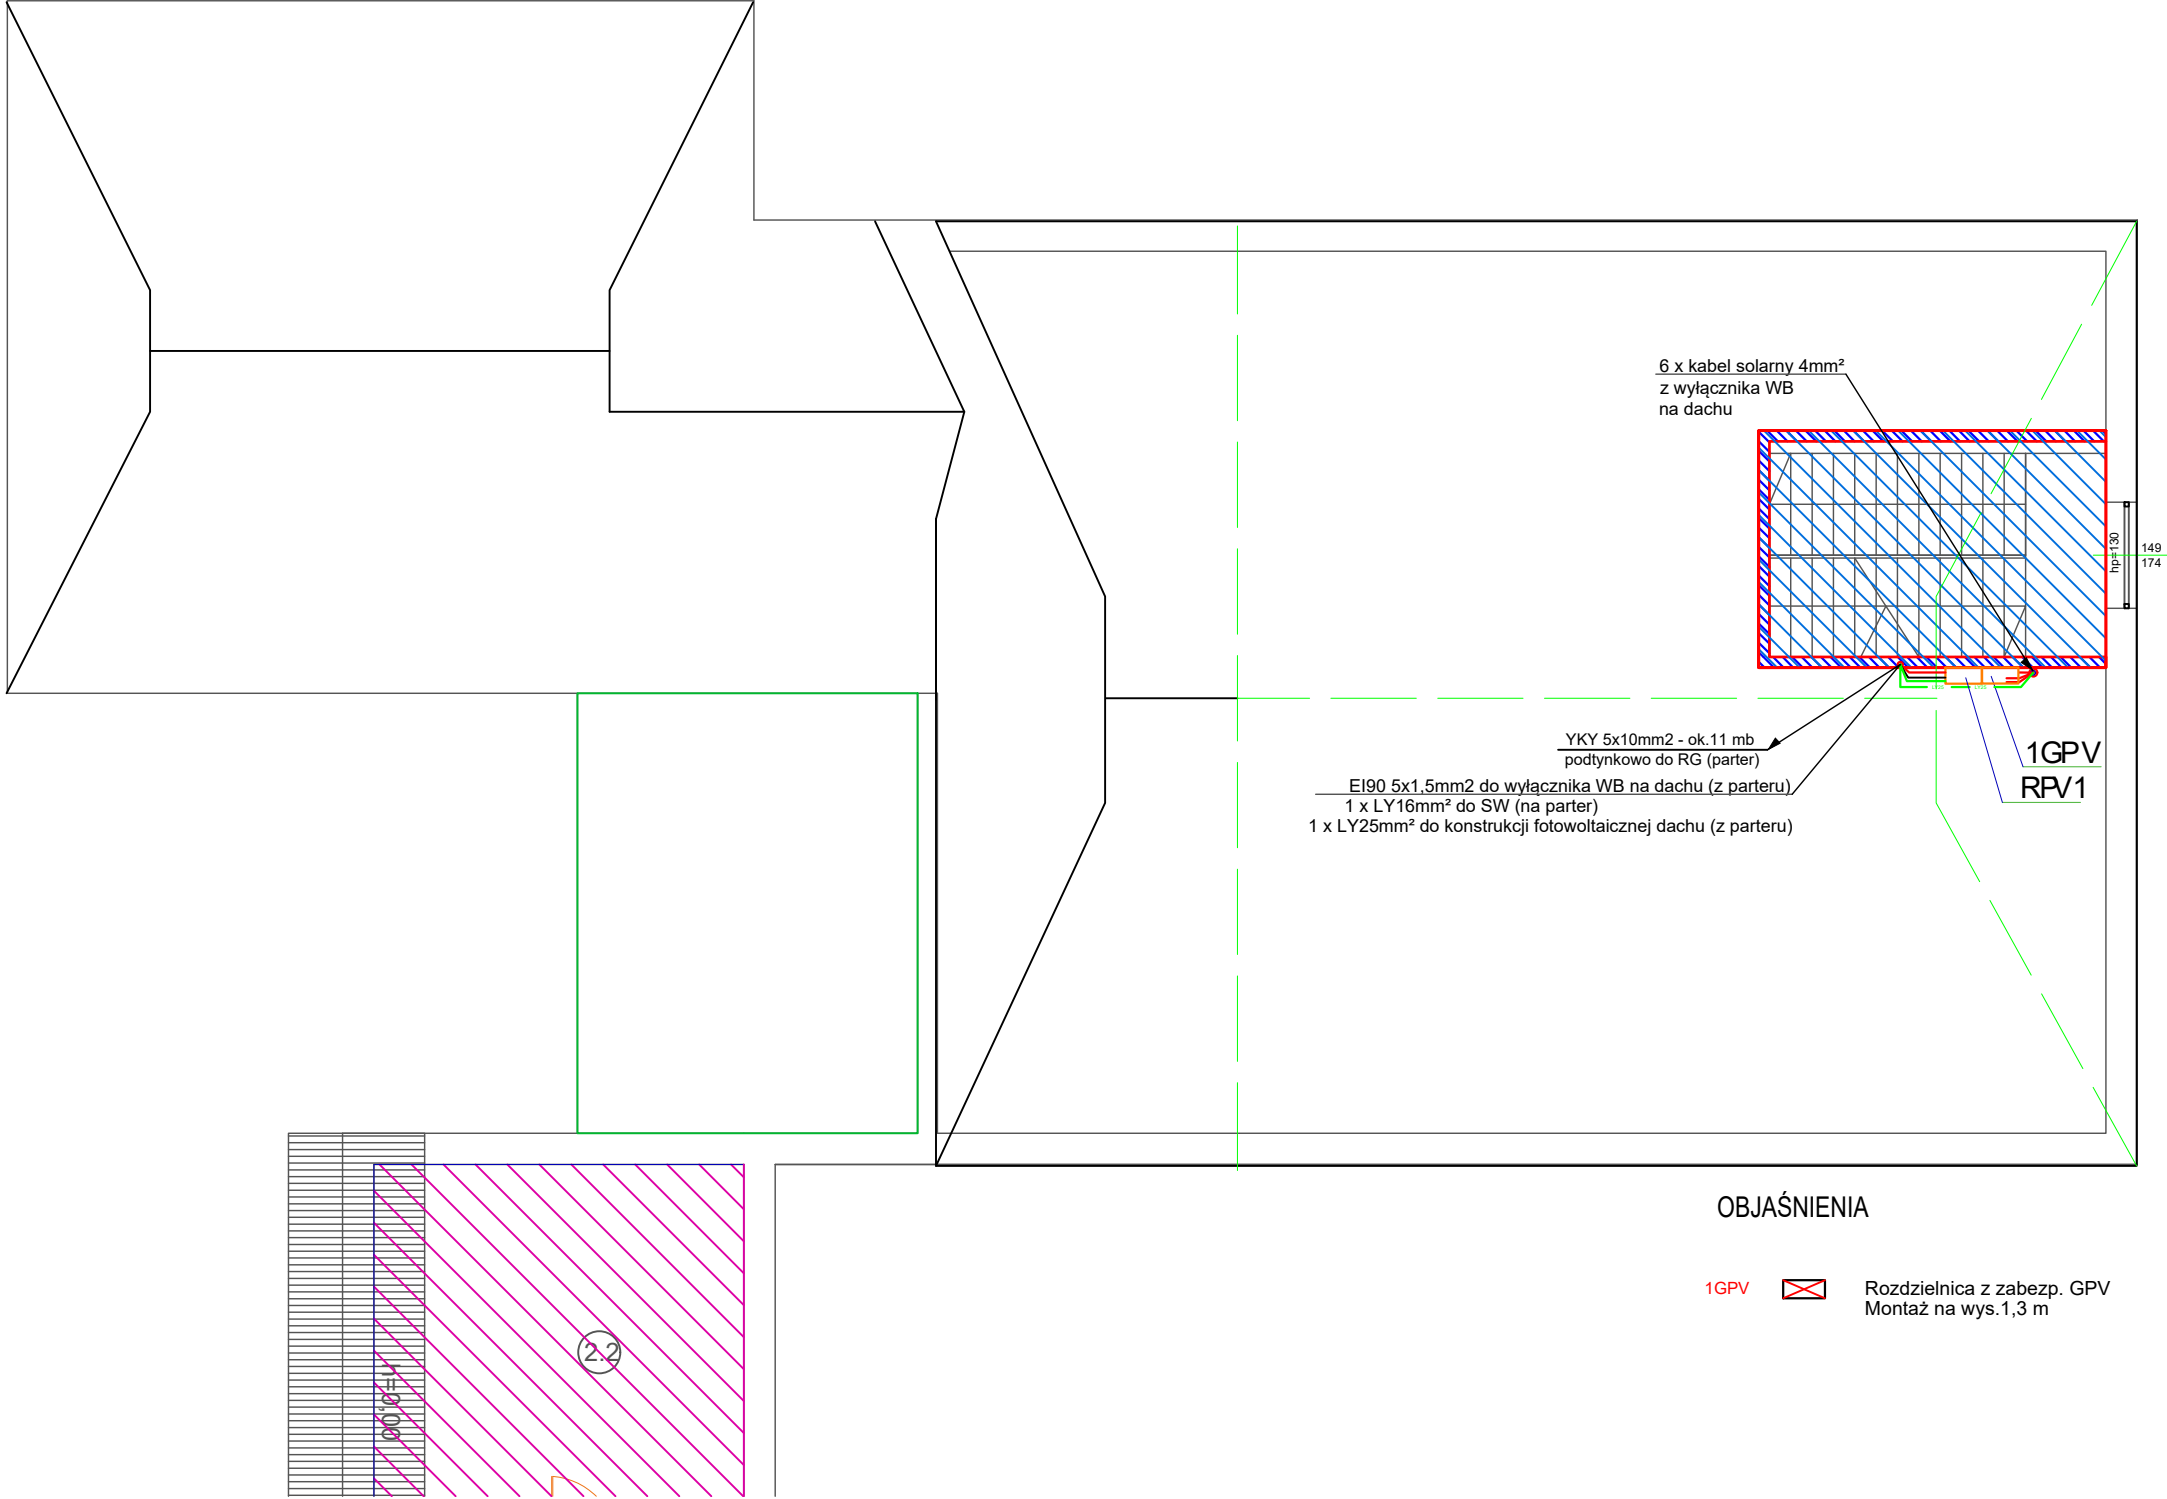 6 x kabel solarny 4mm²
z wyłącznika WB
na dachu
hp=130
149
174
YKY 5x10mm2 - ok.11 mb
podtynkowo do RG (parter)
1GPV
RPV1
EI90 5x1,5mm2 do wyłącznika WB na dachu (z parteru)
1 x LY16mm² do SW (na parter)
1 x LY25mm² do konstrukcji fotowoltaicznej dachu (z parteru)
OBJAŚNIENIA
1GPV
Rozdzielnica z zabezp. GPV
Montaż na wys.1,3 m
2.2
h=0,00